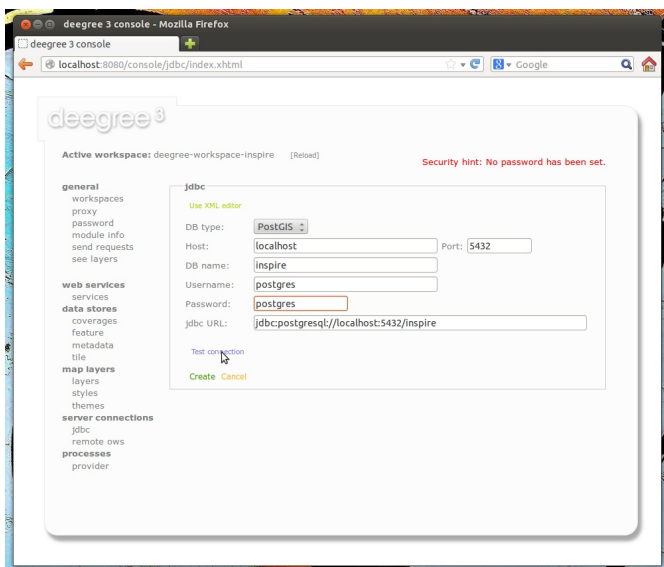 deegree 3 console - Mozilla Firefox
deegree 3 console
localhost:8080/console/jdbc/index.xhtml
Google
deegree 3
Active workspace: deegree-workspace-inspire [Reload]
Security hint: No password has been set.
general
workspaces
proxy
password
module info
send requests
see layers
web services
services
data stores
coverages
feature
metadata
tile
map layers
layers
styles
themes
server connections
jdbc
remote ows
processes
provider
jdbc
Use XML editor
DB type: PostGIS
Host: localhost Port: 5432
DB name: inspire
Username: postgres
Password: postgres
jdbc URL: jdbc:postgresql://localhost:5432/inspire
Test connection
Create Cancel